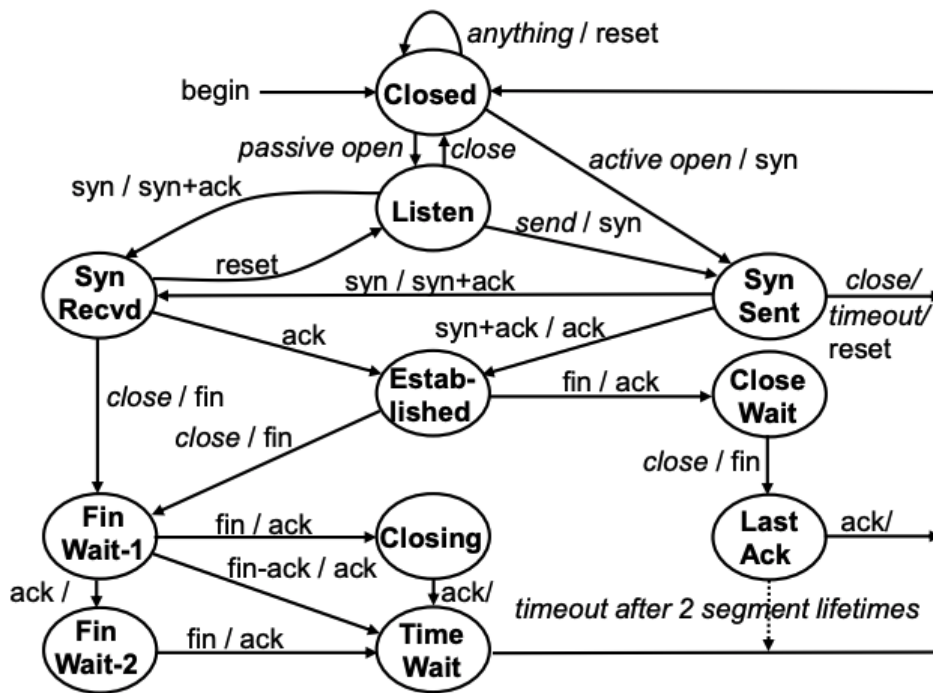 anything / reset
begin
Closed
passive open
close
active open / syn
syn / syn+ack
Listen
send / syn
reset
Syn
Recvd
syn / syn+ack
Syn
Sent
close/
timeout/
reset
ack
syn+ack / ack
Estab-
lished
fin / ack
Close
Wait
close / fin
close / fin
close / fin
Fin
Wait-1
fin / ack
Closing
Last
Ack
ack/
fin-ack / ack
ack /
ack/
timeout after 2 segment lifetimes
Fin
Wait-2
fin / ack
Time
Wait